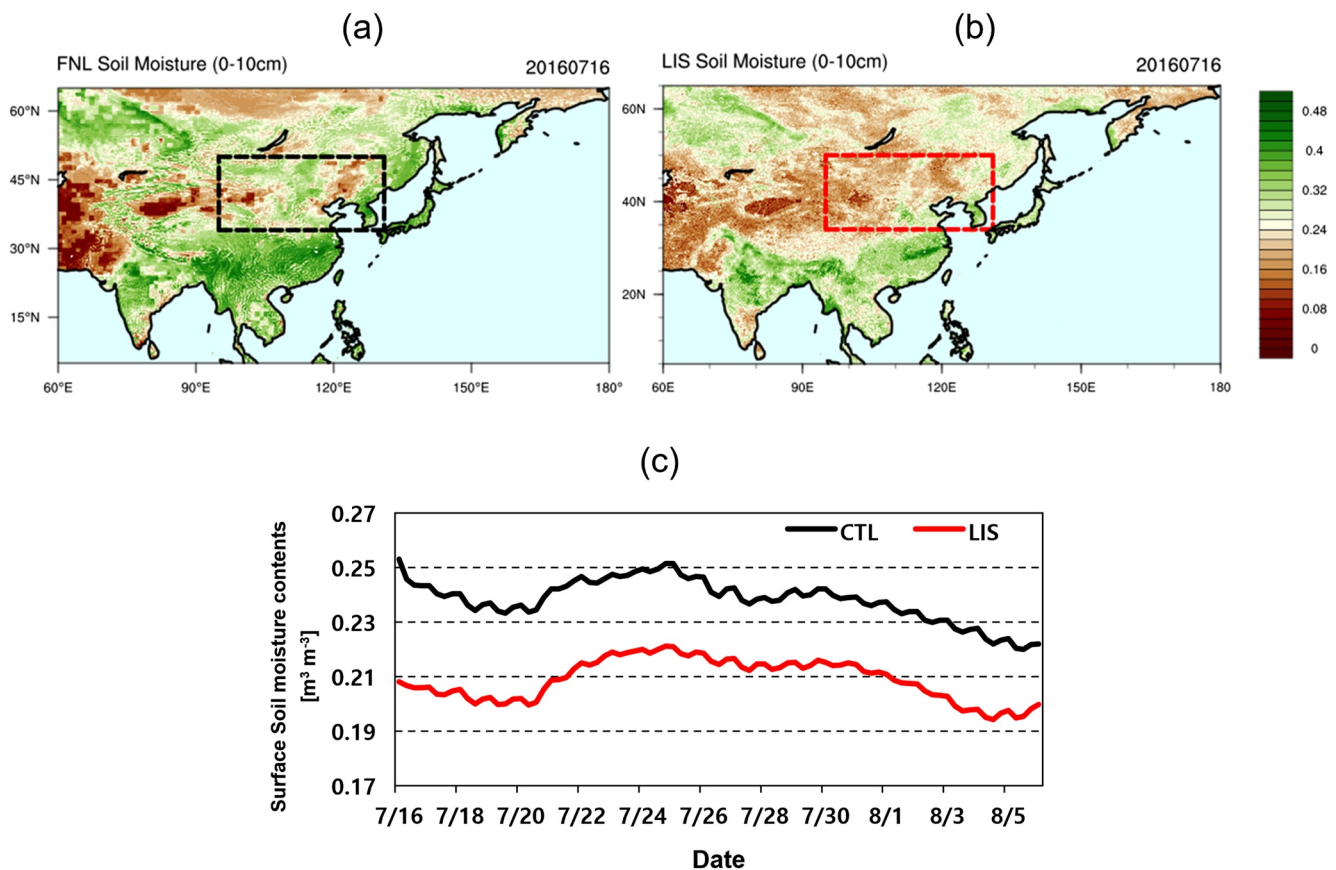 (a)
(b)
FNL Soil Moisture (0-10cm)
20160716
LIS Soil Moisture (0-10cm)
20160716
60°N
45°N
30°N
15°N
60°E
90°E
120°E
150°E
180°
60N
40N
20N
60E
90E
120E
150E
180
0.48
0.4
0.32
0.24
0.16
0.08
0
(c)
Surface Soil moisture contents
[m³ m⁻³]
0.27
0.25
0.23
0.21
0.19
0.17
CTL
LIS
7/16
7/18
7/20
7/22
7/24
7/26
7/28
7/30
8/1
8/3
8/5
Date